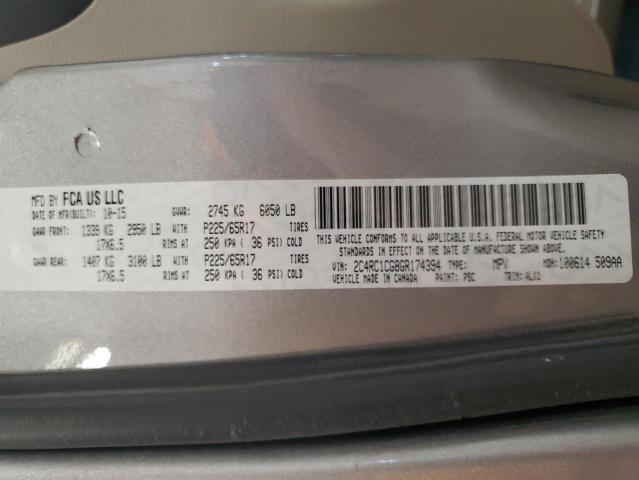 MFD BY FCA US LLC
DATE OF MFR(BUILT): 10-15 GVWR: 2745 KG 6050 LB
GAWR FRONT: 1339 KG 2950 LB WITH P225/65R17 TIRES
17X6.5 RIMS AT 250 KPA ( 36 PSI) COLD
GAWR REAR: 1407 KG 3100 LB WITH P225/65R17 TIRES
17X6.5 RIMS AT 250 KPA ( 36 PSI) COLD
THIS VEHICLE CONFORMS TO ALL APPLICABLE U.S.A. FEDERAL MOTOR VEHICLE SAFETY
STANDARDS IN EFFECT ON THE DATE OF MANUFACTURE SHOWN ABOVE.
VIN: 2C4RC1CG8GR174394 TYPE: MPV MDH: 100614 509AA
VEHICLE MADE IN CANADA PAINT: PSC TRIM: ALX1